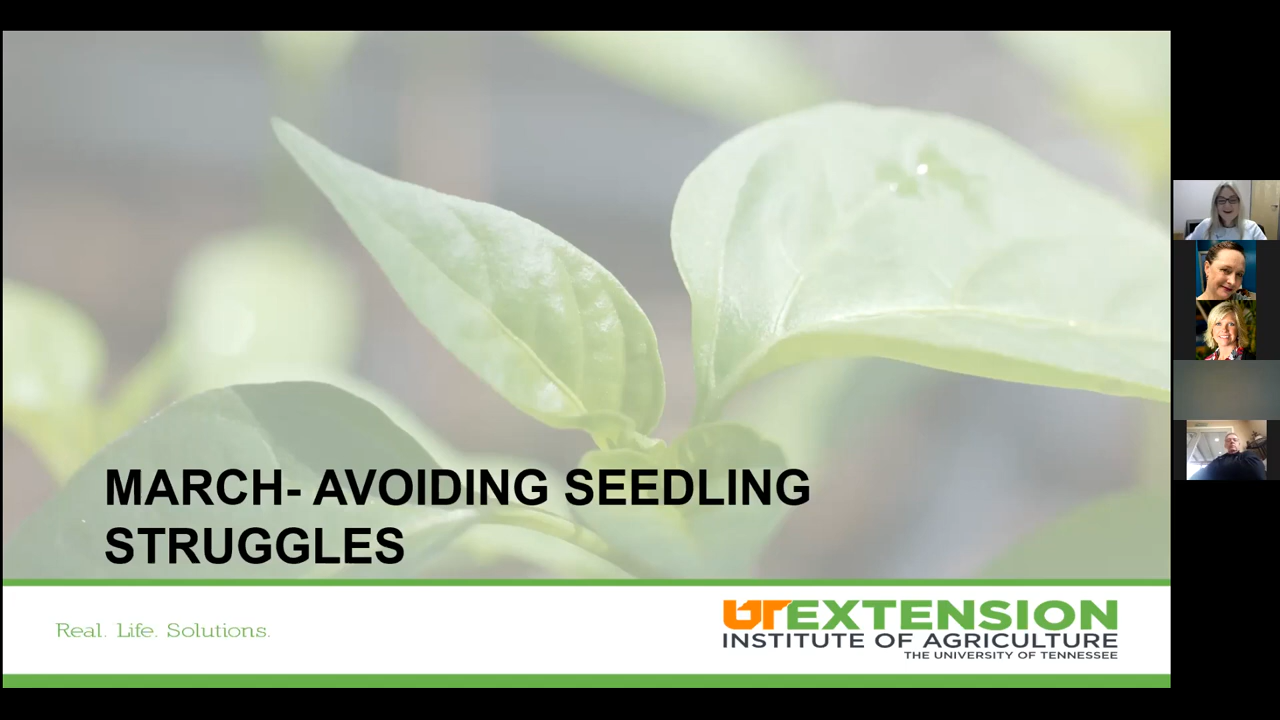 MARCH- AVOIDING SEEDLING
STRUGGLES
Real. Life. Solutions.
UTEXTENSION
INSTITUTE OF AGRICULTURE
THE UNIVERSITY OF TENNESSEE